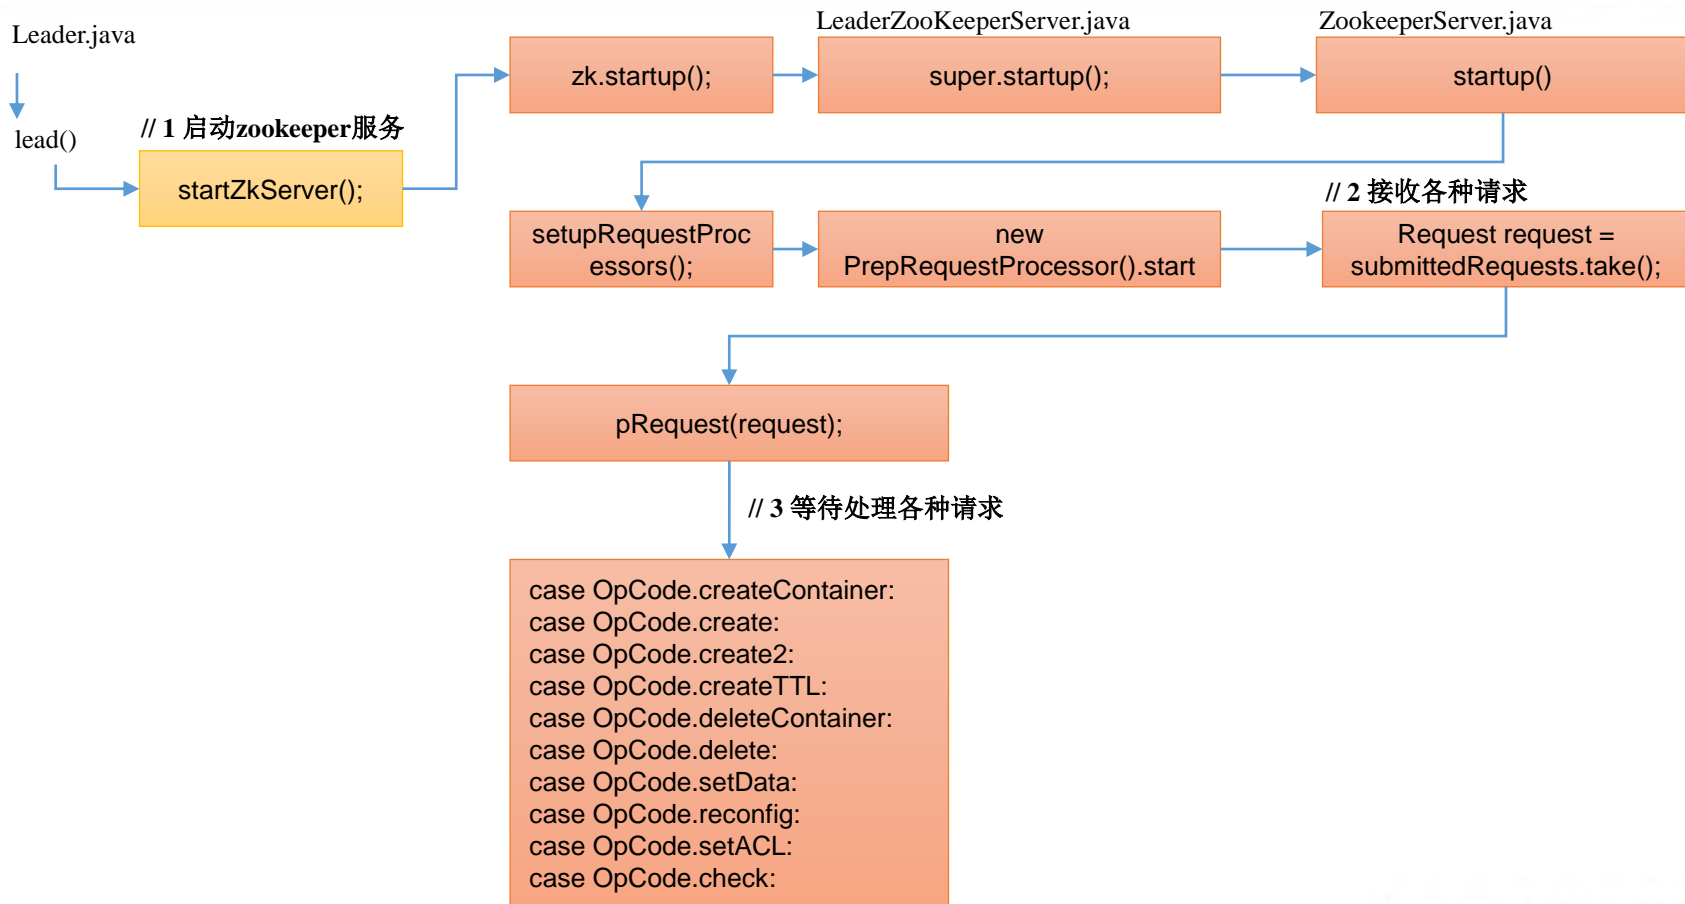 Leader.java
LeaderZooKeeperServer.java
ZookeeperServer.java
zk.startup();
super.startup();
startup()
lead()
// 1 启动zookeeper服务
startZkServer();
// 2 接收各种请求
setupRequestProc
essors();
new
PrepRequestProcessor().start
Request request =
submittedRequests.take();
pRequest(request);
// 3 等待处理各种请求
case OpCode.createContainer:
case OpCode.create:
case OpCode.create2:
case OpCode.createTTL:
case OpCode.deleteContainer:
case OpCode.delete:
case OpCode.setData:
case OpCode.reconfig:
case OpCode.setACL:
case OpCode.check: